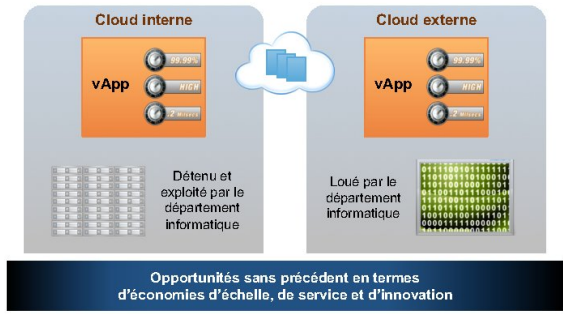 Cloud interne
vApp
99.99%
HIGH
Détenu et
exploité par le
département
informatique
Cloud externe
vApp
99.99%
HIGH
Loué par le
département
informatique
Opportunités sans précédent en termes
d'économies d'échelle, de service et d'innovation